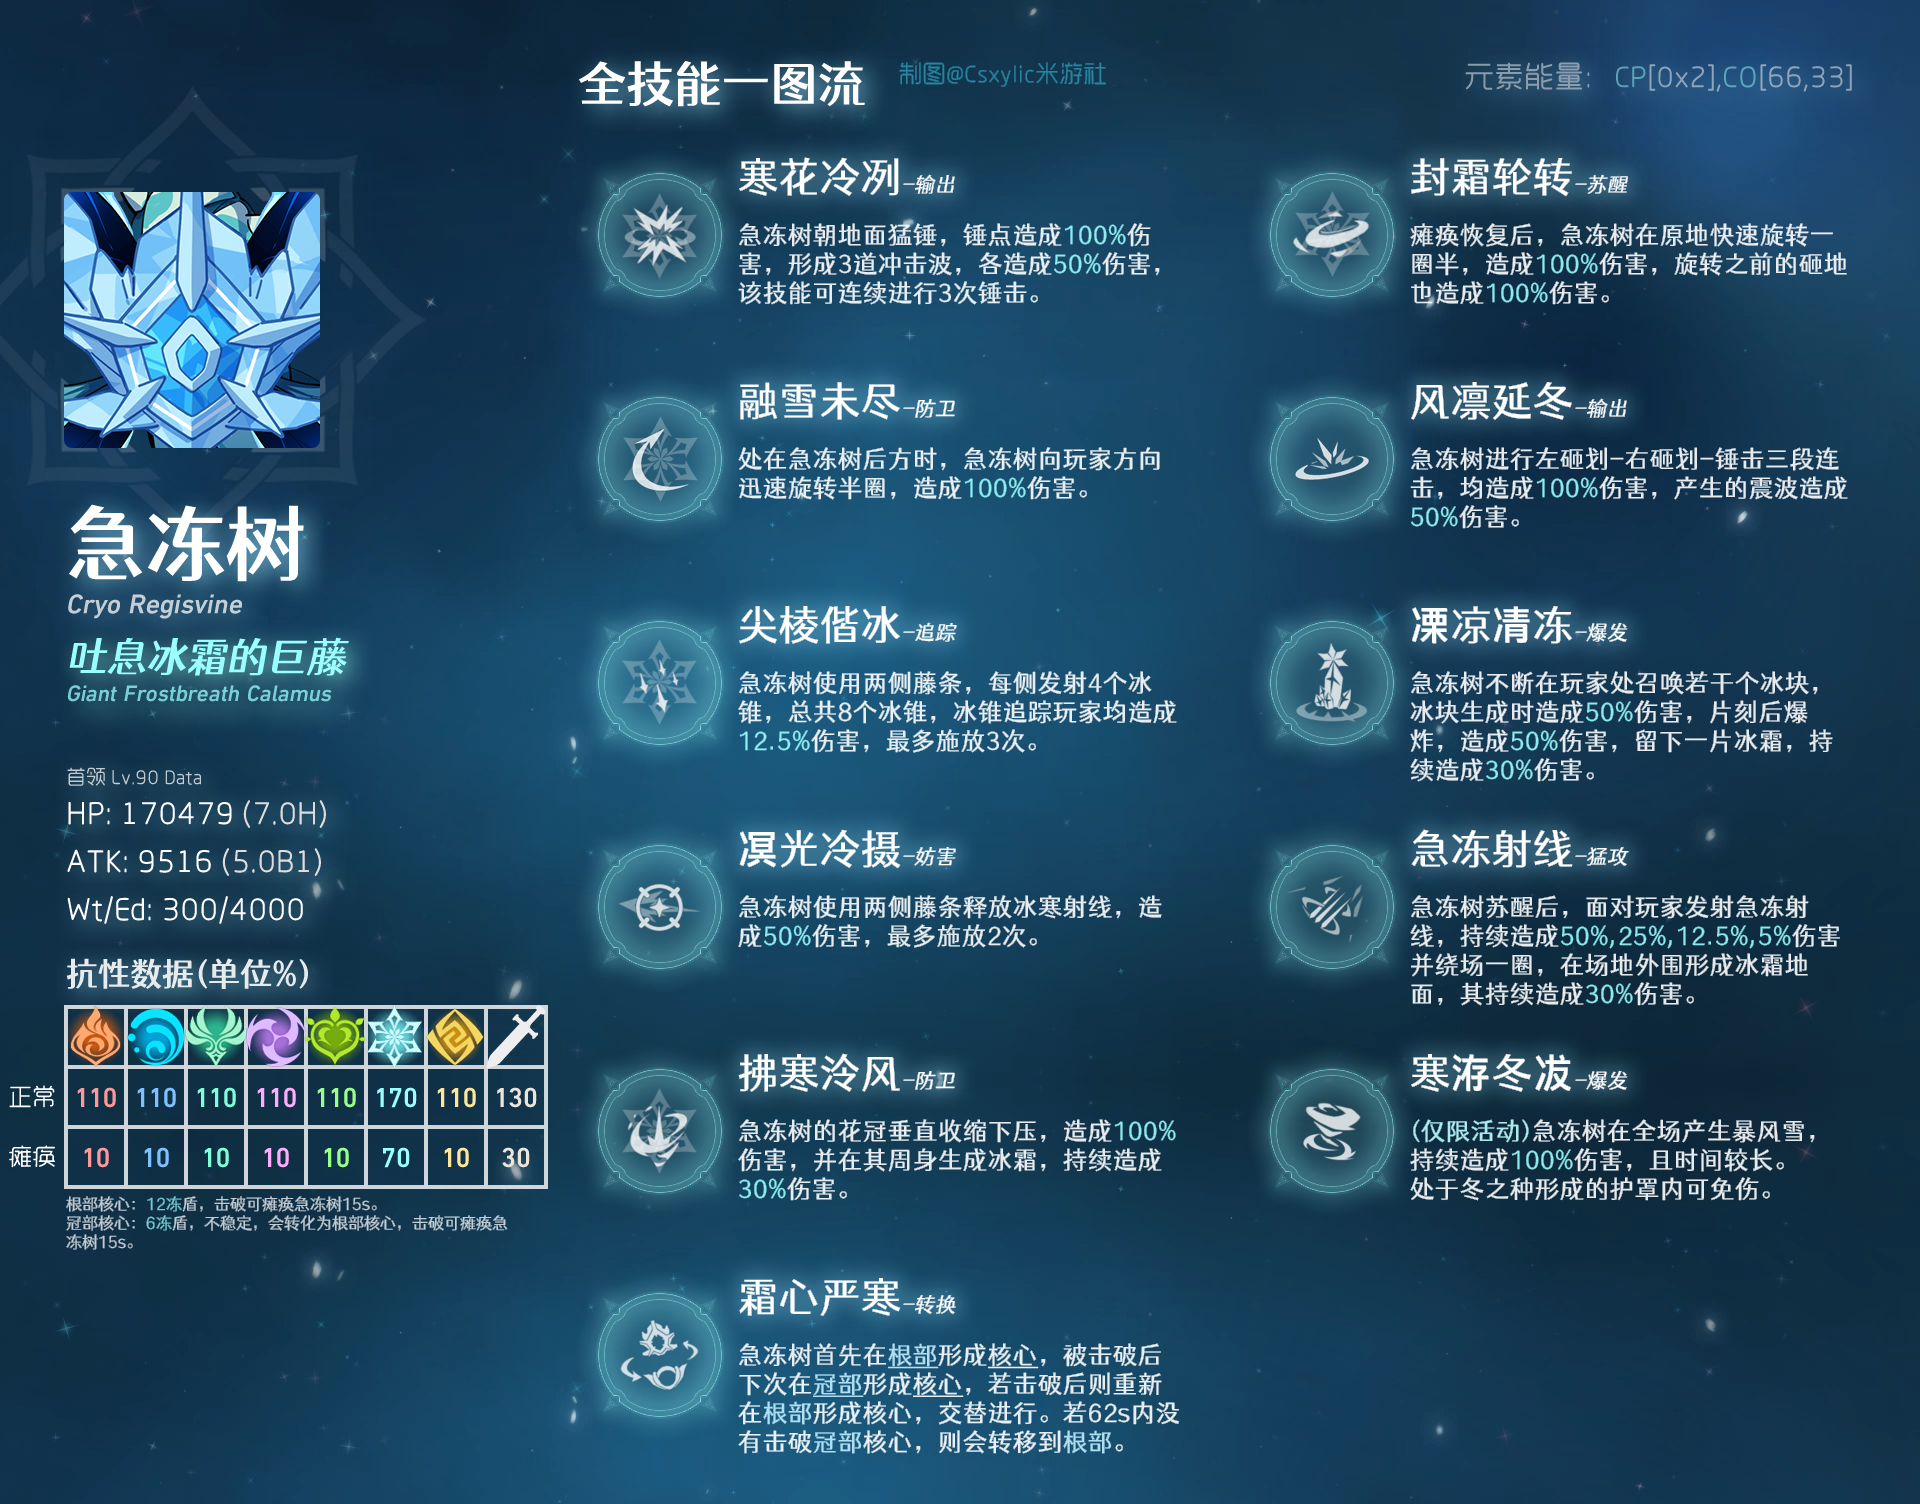 全技能一图流
制图@Csxylic米游社
元素能量: CP[0x2],CO[66,33]
急冻树
Cryo Regisvine
吐息冰霜的巨藤
Giant Frostbreath Calamus
首领 Lv.90 Data
HP: 170479 (7.0H)
ATK: 9516 (5.0B1)
Wt/Ed: 300/4000
抗性数据(单位%)
正常 110 110 110 110 110 170 110 130
瘫痪 10 10 10 10 10 70 10 30
根部核心：12冻盾，击破可瘫痪急冻树15s。
冠部核心：6冻盾，不稳定，会转化为根部核心，击破可瘫痪急
冻树15s。
寒花冷冽-输出
急冻树朝地面猛锤，锤点造成100%伤
害，形成3道冲击波，各造成50%伤害，
该技能可连续进行3次锤击。
融雪未尽-防卫
处在急冻树后方时，急冻树向玩家方向
迅速旋转半圈，造成100%伤害。
尖棱偕冰-追踪
急冻树使用两侧藤条，每侧发射4个冰
锥，总共8个冰锥，冰锥追踪玩家均造成
12.5%伤害，最多施放3次。
凕光冷摄-妨害
急冻树使用两侧藤条释放冰寒射线，造
成50%伤害，最多施放2次。
拂寒泠风-防卫
急冻树的花冠垂直收缩下压，造成100%
伤害，并在其周身生成冰霜，持续造成
30%伤害。
霜心严寒-转换
急冻树首先在根部形成核心，被击破后
下次在冠部形成核心，若击破后则重新
在根部形成核心，交替进行。若62s内没
有击破冠部核心，则会转移到根部。
封霜轮转-苏醒
瘫痪恢复后，急冻树在原地快速旋转一
圈半，造成100%伤害，旋转之前的砸地
也造成100%伤害。
风凛延冬-输出
急冻树进行左砸划-右砸划-锤击三段连
击，均造成100%伤害，产生的震波造成
50%伤害。
凓凉清冻-爆发
急冻树不断在玩家处召唤若干个冰块，
冰块生成时造成50%伤害，片刻后爆
炸，造成50%伤害，留下一片冰霜，持
续造成30%伤害。
急冻射线-猛攻
急冻树苏醒后，面对玩家发射急冻射
线，持续造成50%,25%,12.5%,5%伤害
并绕场一圈，在场地外围形成冰霜地
面，其持续造成30%伤害。
寒洊冬冹-爆发
(仅限活动)急冻树在全场产生暴风雪，
持续造成100%伤害，且时间较长。
处于冬之种形成的护罩内可免伤。